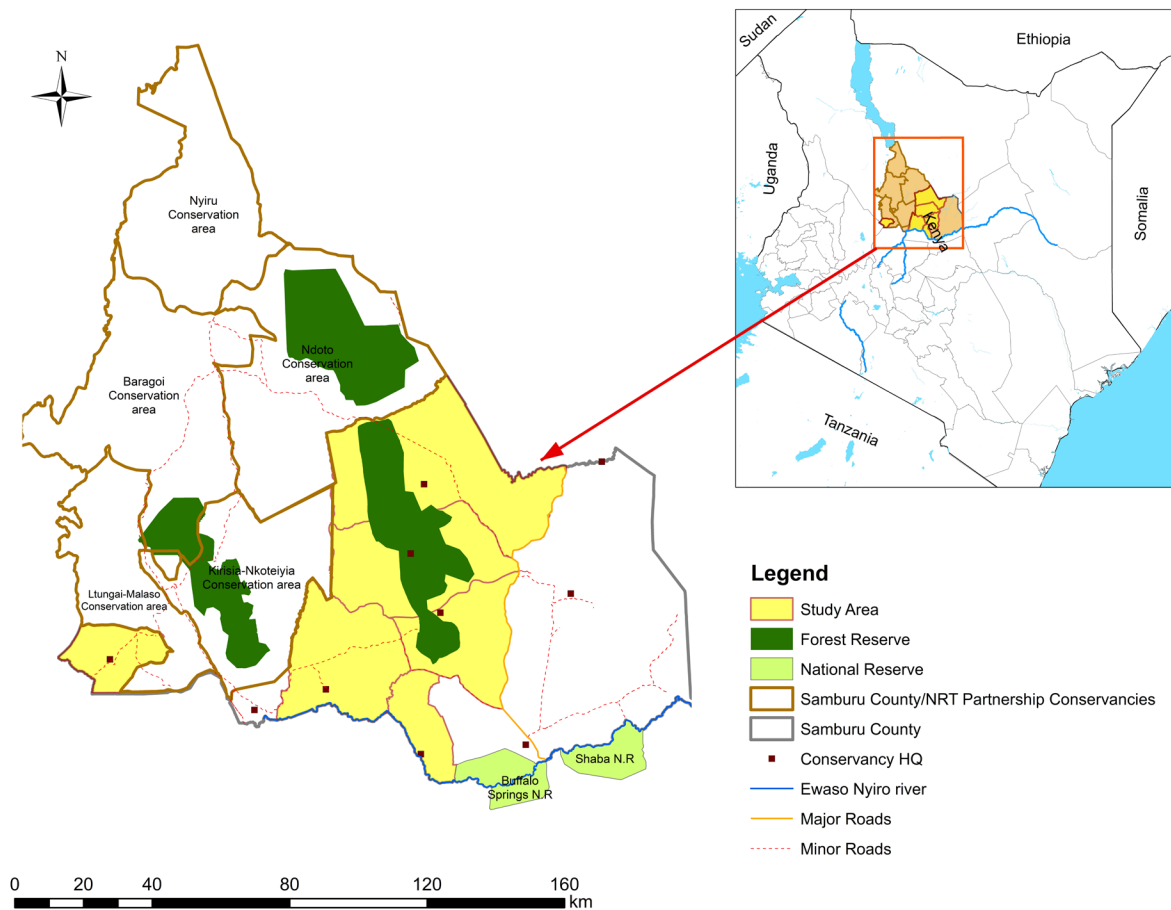 N
Nyiru
Conservation
area
Ndoto
Conservation
area
Baragoi
Conservation
area
Kirisia-Nkoteiyia
Conservation area
Ltungai-Malaso
Conservation area
Buffalo
Springs N.R
Shaba N.R
0 20 40 80 120 160
km
Sudan
Ethiopia
Uganda
Kenya
Somalia
Tanzania
Legend
Study Area
Forest Reserve
National Reserve
Samburu County/NRT Partnership Conservancies
Samburu County
Conservancy HQ
Ewaso Nyiro river
Major Roads
Minor Roads